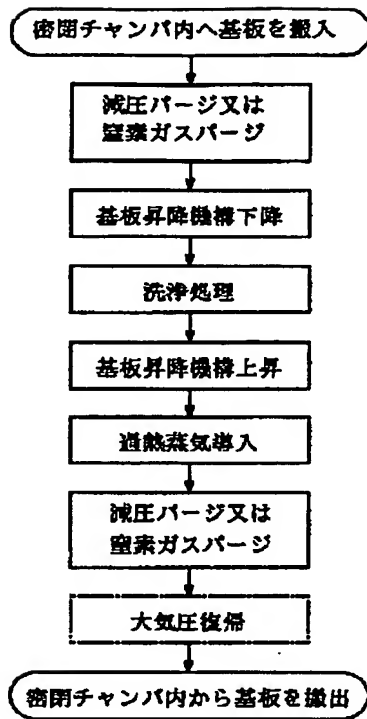 密閉チャンバ内へ基板を搬入
減圧パージ又は
窒素ガスパージ
基板昇降機構下降
洗浄処理
基板昇降機構上昇
過熱蒸気導入
減圧パージ又は
窒素ガスパージ
大気圧復帰
密閉チャンバ内から基板を搬出